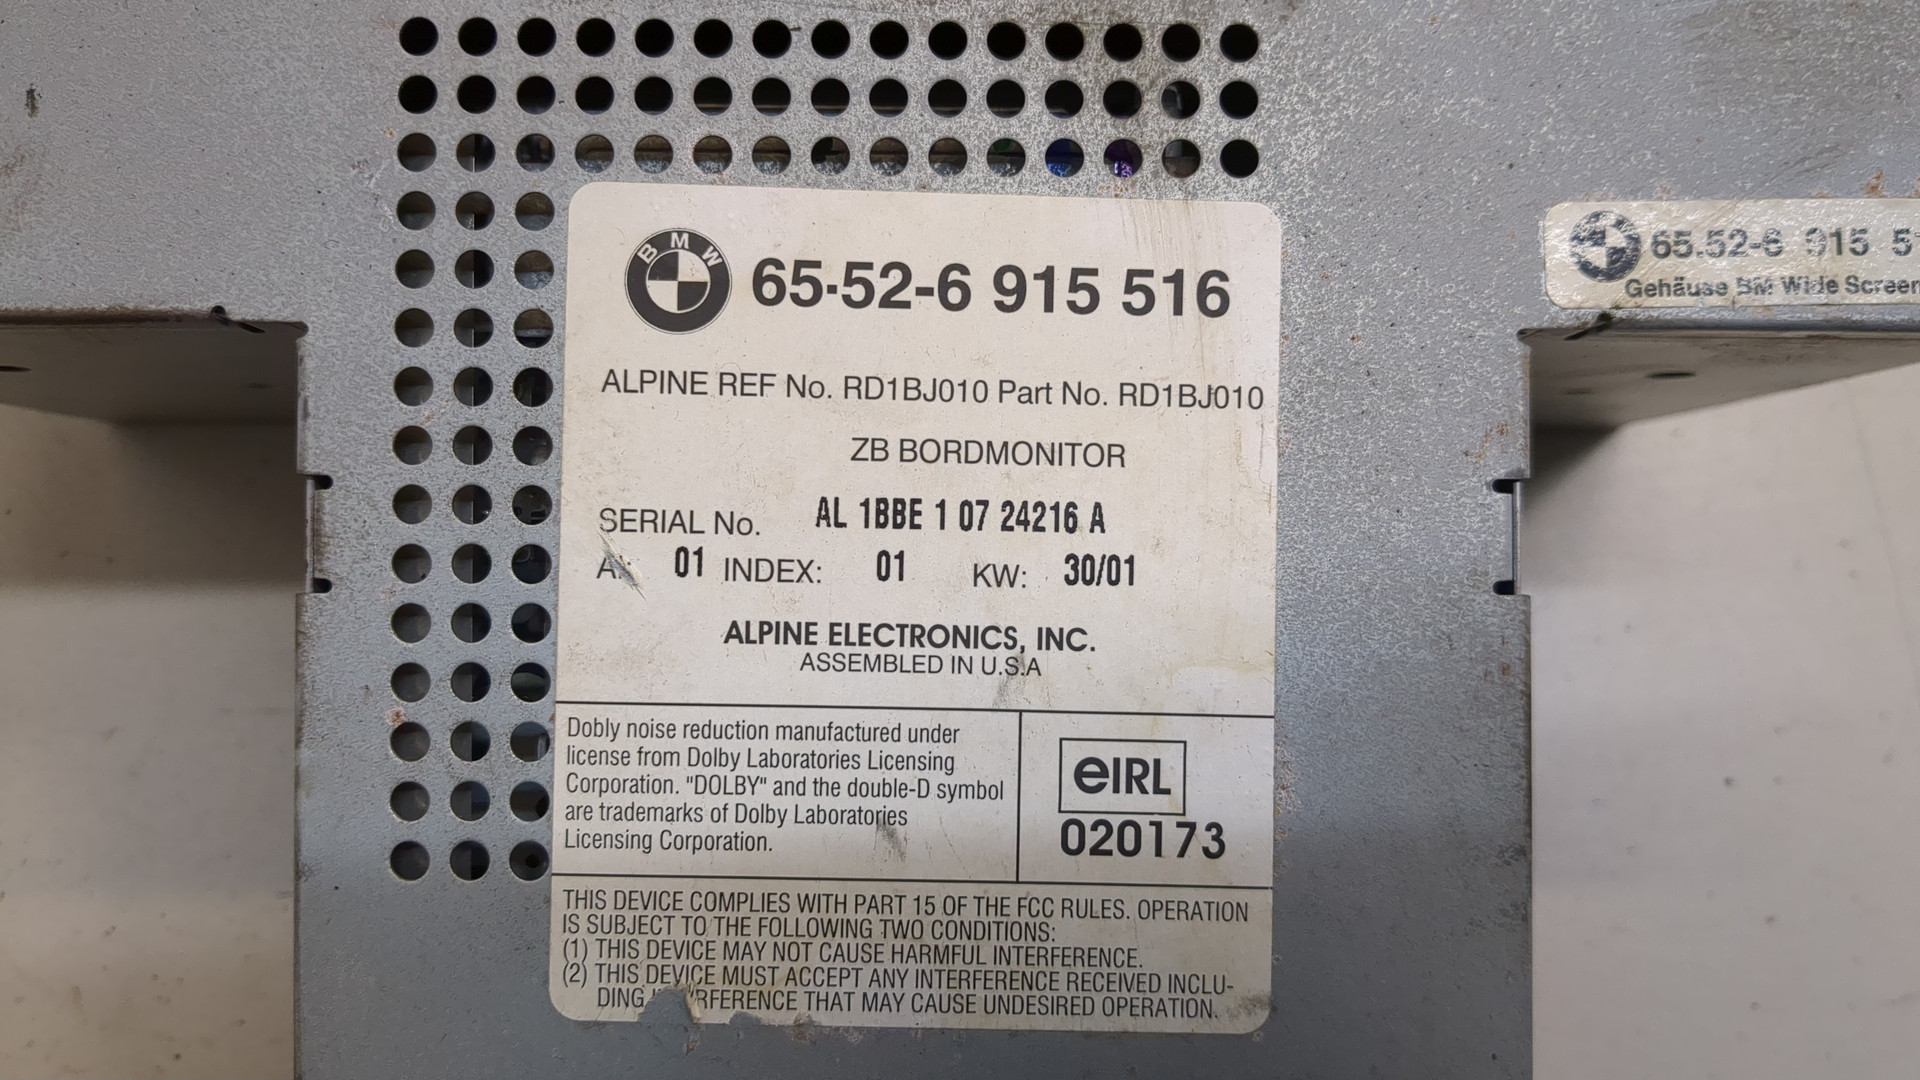 BMW 65·52-6 915 516
ALPINE REF No. RD1BJ010 Part No. RD1BJ010
ZB BORDMONITOR
SERIAL No. AL 1BBE 1 07 24216 A
01 INDEX: 01 KW: 30/01
ALPINE ELECTRONICS, INC.
ASSEMBLED IN U.S.A
Dobly noise reduction manufactured under
license from Dolby Laboratories Licensing
Corporation. "DOLBY" and the double-D symbol
are trademarks of Dolby Laboratories
Licensing Corporation.
eIRL
020173
THIS DEVICE COMPLIES WITH PART 15 OF THE FCC RULES. OPERATION
IS SUBJECT TO THE FOLLOWING TWO CONDITIONS:
(1) THIS DEVICE MAY NOT CAUSE HARMFUL INTERFERENCE.
(2) THIS DEVICE MUST ACCEPT ANY INTERFERENCE RECEIVED INCLU-
DING THAT MAY CAUSE UNDESIRED OPERATION.
65.52-6 915
Gehäuse BM Wide Screen